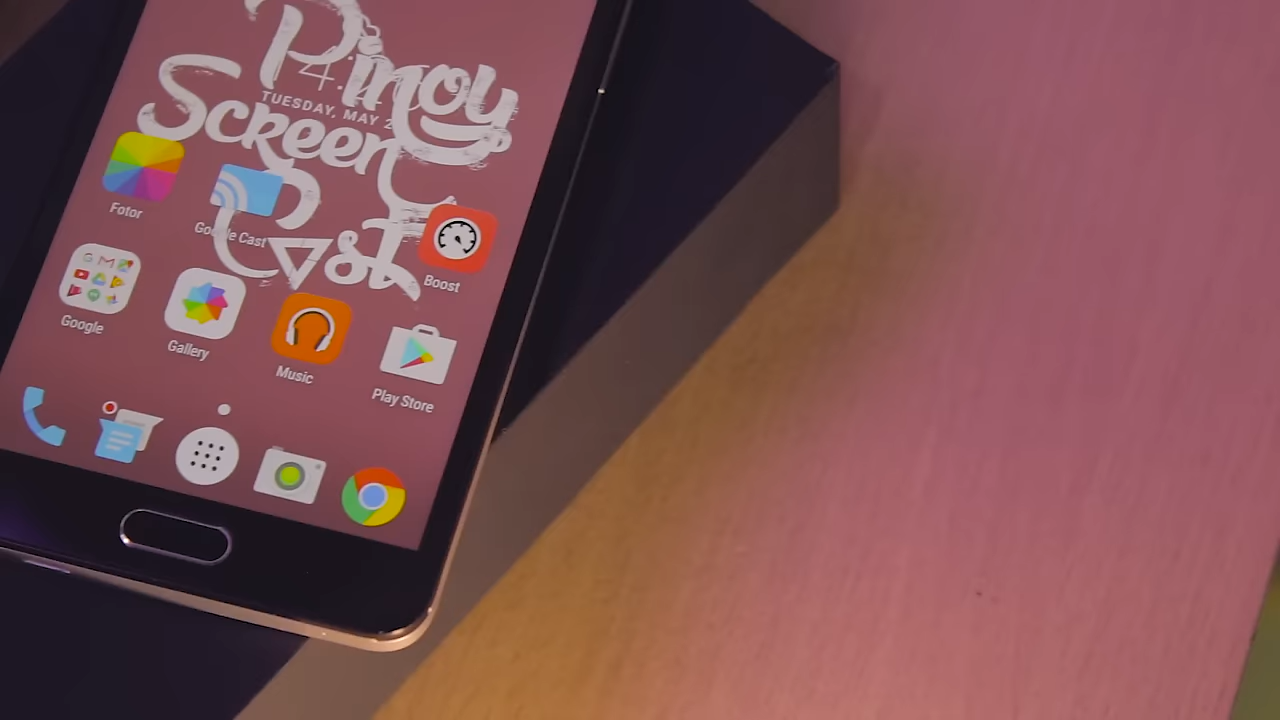 Pinoy
TUESDAY, MAY 2
Screen
Cast
Fotor
Google Cast
Boost
Google
Gallery
Music
Play Store